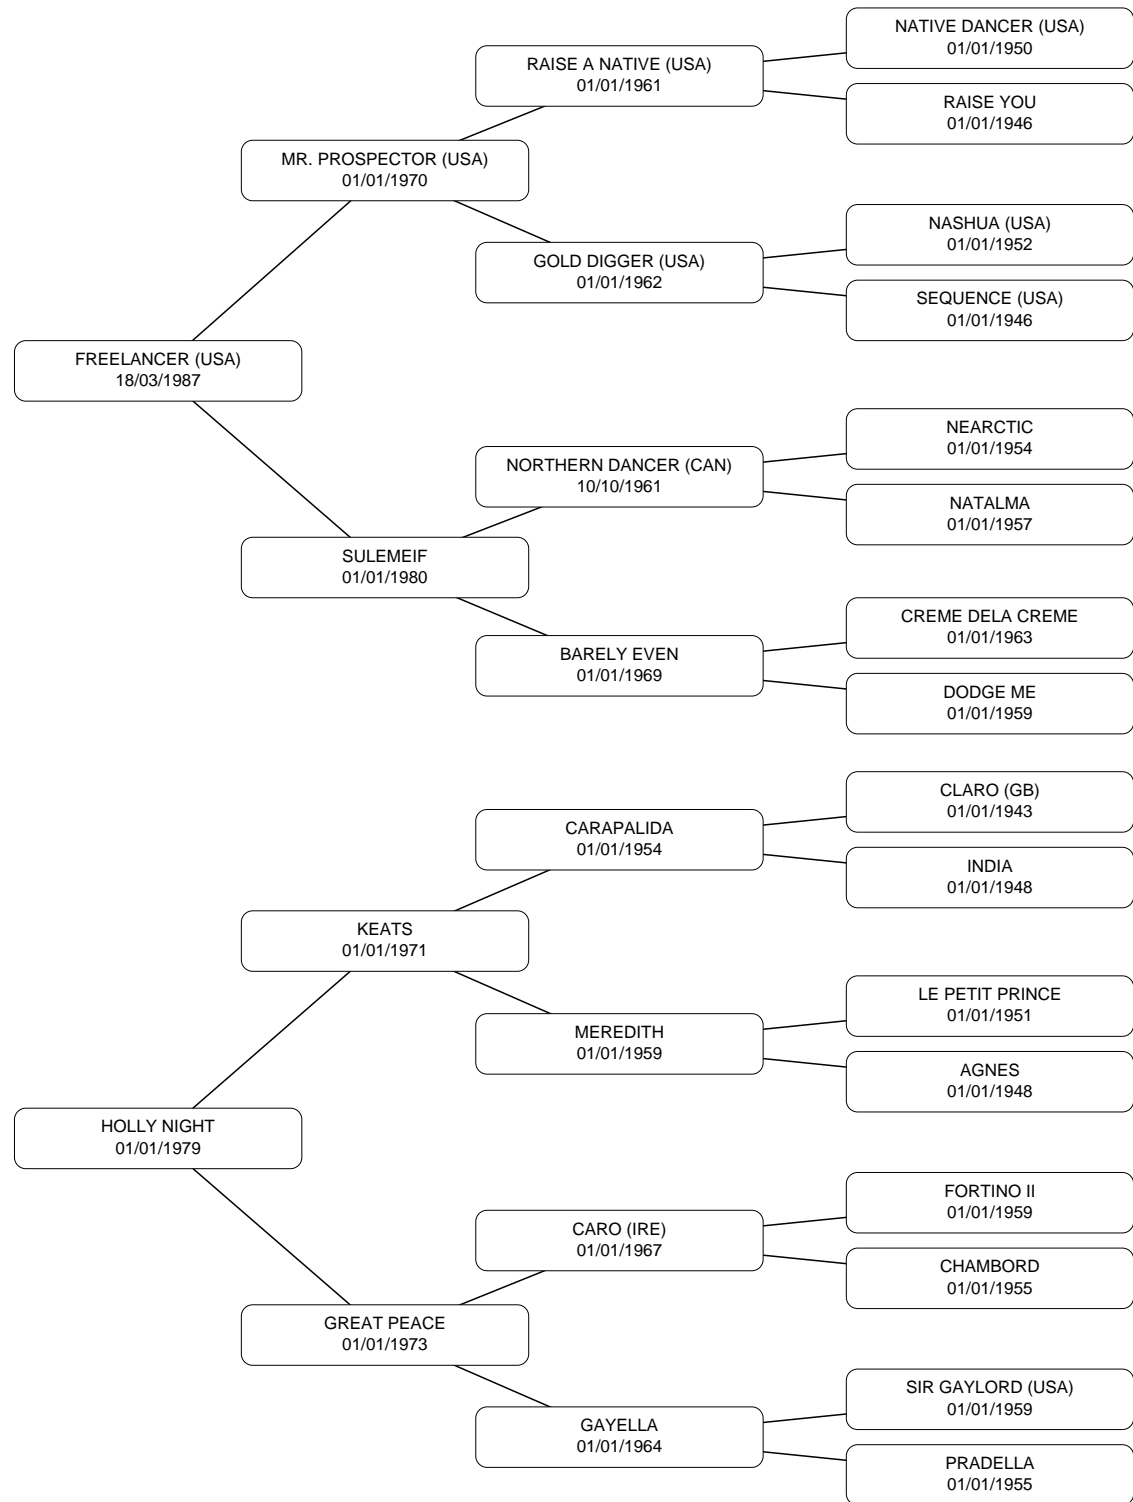 NATIVE DANCER (USA)
01/01/1950
RAISE A NATIVE (USA)
01/01/1961
RAISE YOU
01/01/1946
MR. PROSPECTOR (USA)
01/01/1970
NASHUA (USA)
01/01/1952
GOLD DIGGER (USA)
01/01/1962
SEQUENCE (USA)
01/01/1946
FREELANCER (USA)
18/03/1987
NEARCTIC
01/01/1954
NORTHERN DANCER (CAN)
10/10/1961
NATALMA
01/01/1957
SULEMEIF
01/01/1980
CREME DELA CREME
01/01/1963
BARELY EVEN
01/01/1969
DODGE ME
01/01/1959
CLARO (GB)
01/01/1943
CARAPALIDA
01/01/1954
INDIA
01/01/1948
KEATS
01/01/1971
LE PETIT PRINCE
01/01/1951
MEREDITH
01/01/1959
AGNES
01/01/1948
HOLLY NIGHT
01/01/1979
FORTINO II
01/01/1959
CARO (IRE)
01/01/1967
CHAMBORD
01/01/1955
GREAT PEACE
01/01/1973
SIR GAYLORD (USA)
01/01/1959
GAYELLA
01/01/1964
PRADELLA
01/01/1955